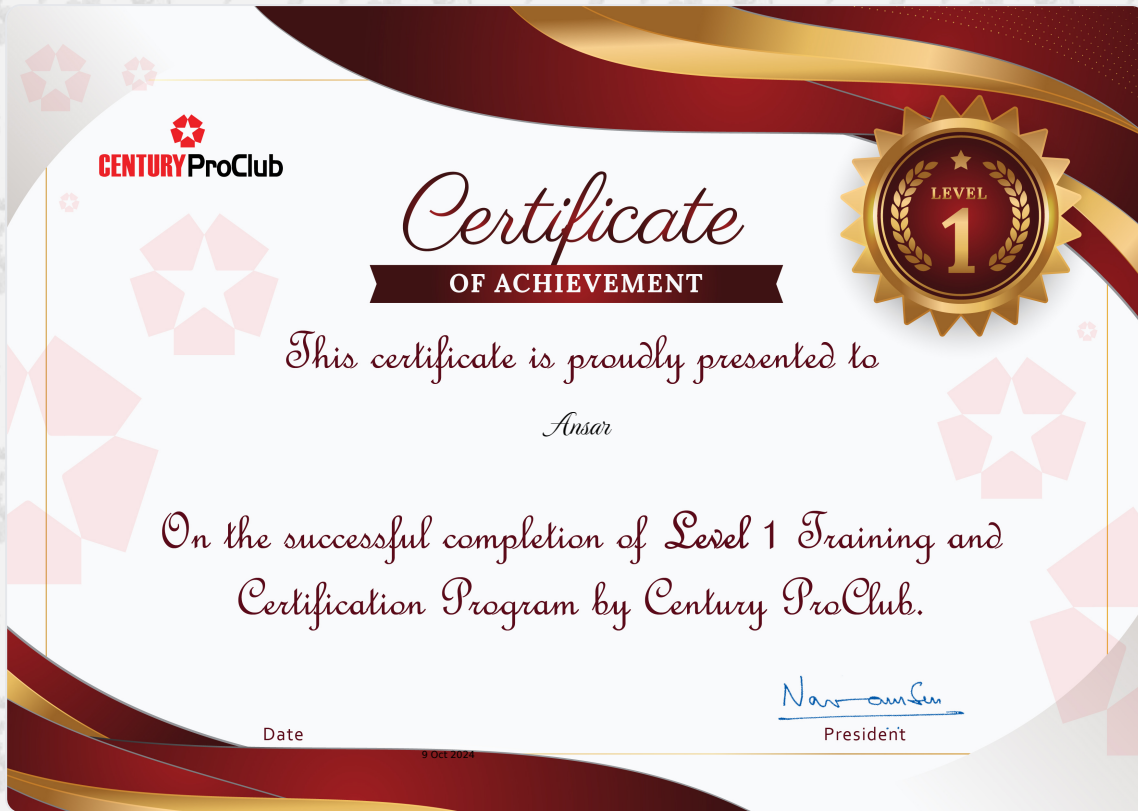 CENTURY ProClub
LEVEL
1
Certificate
OF ACHIEVEMENT
This certificate is proudly presented to
Ansar
On the successful completion of Level 1 Training and
Certification Program by Century ProClub.
Date
President
9 Oct 2024